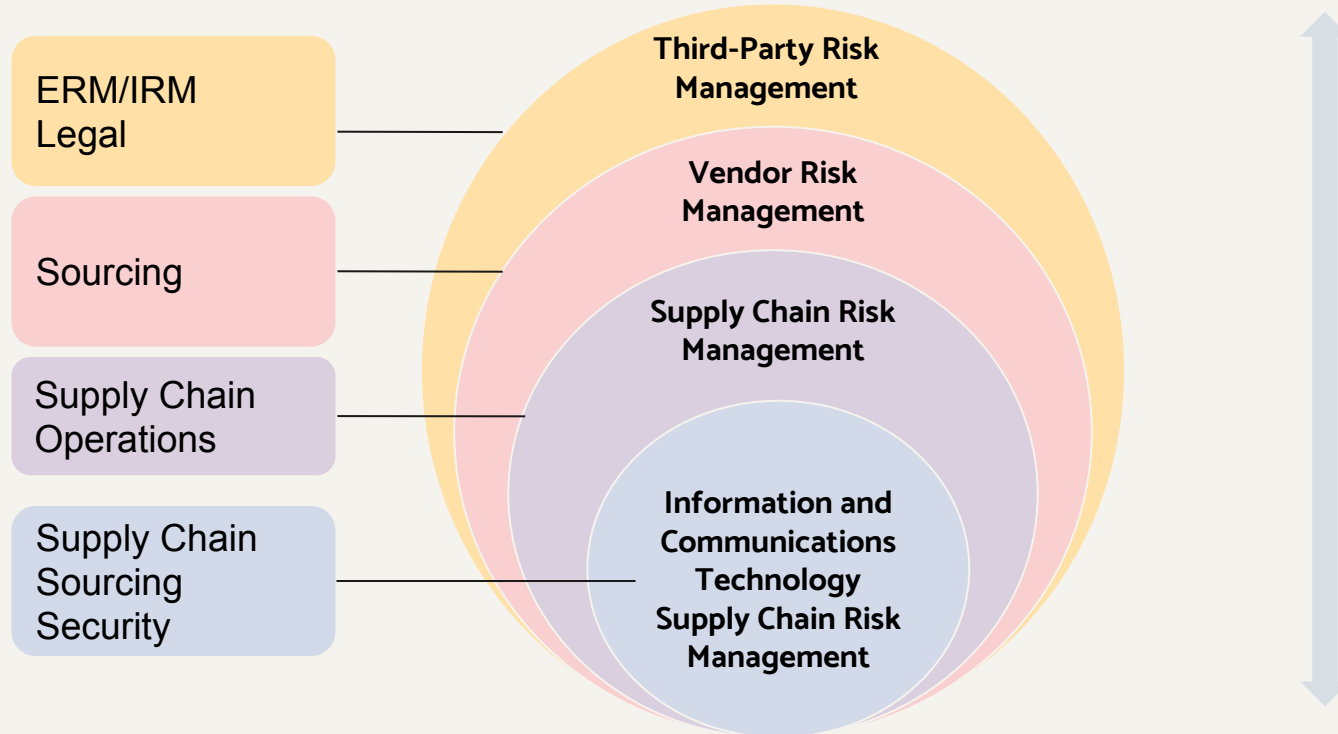 ERM/IRM
Legal
Sourcing
Supply Chain
Operations
Supply Chain
Sourcing
Security
Third-Party Risk
Management
Vendor Risk
Management
Supply Chain Risk
Management
Information and
Communications
Technology
Supply Chain Risk
Management